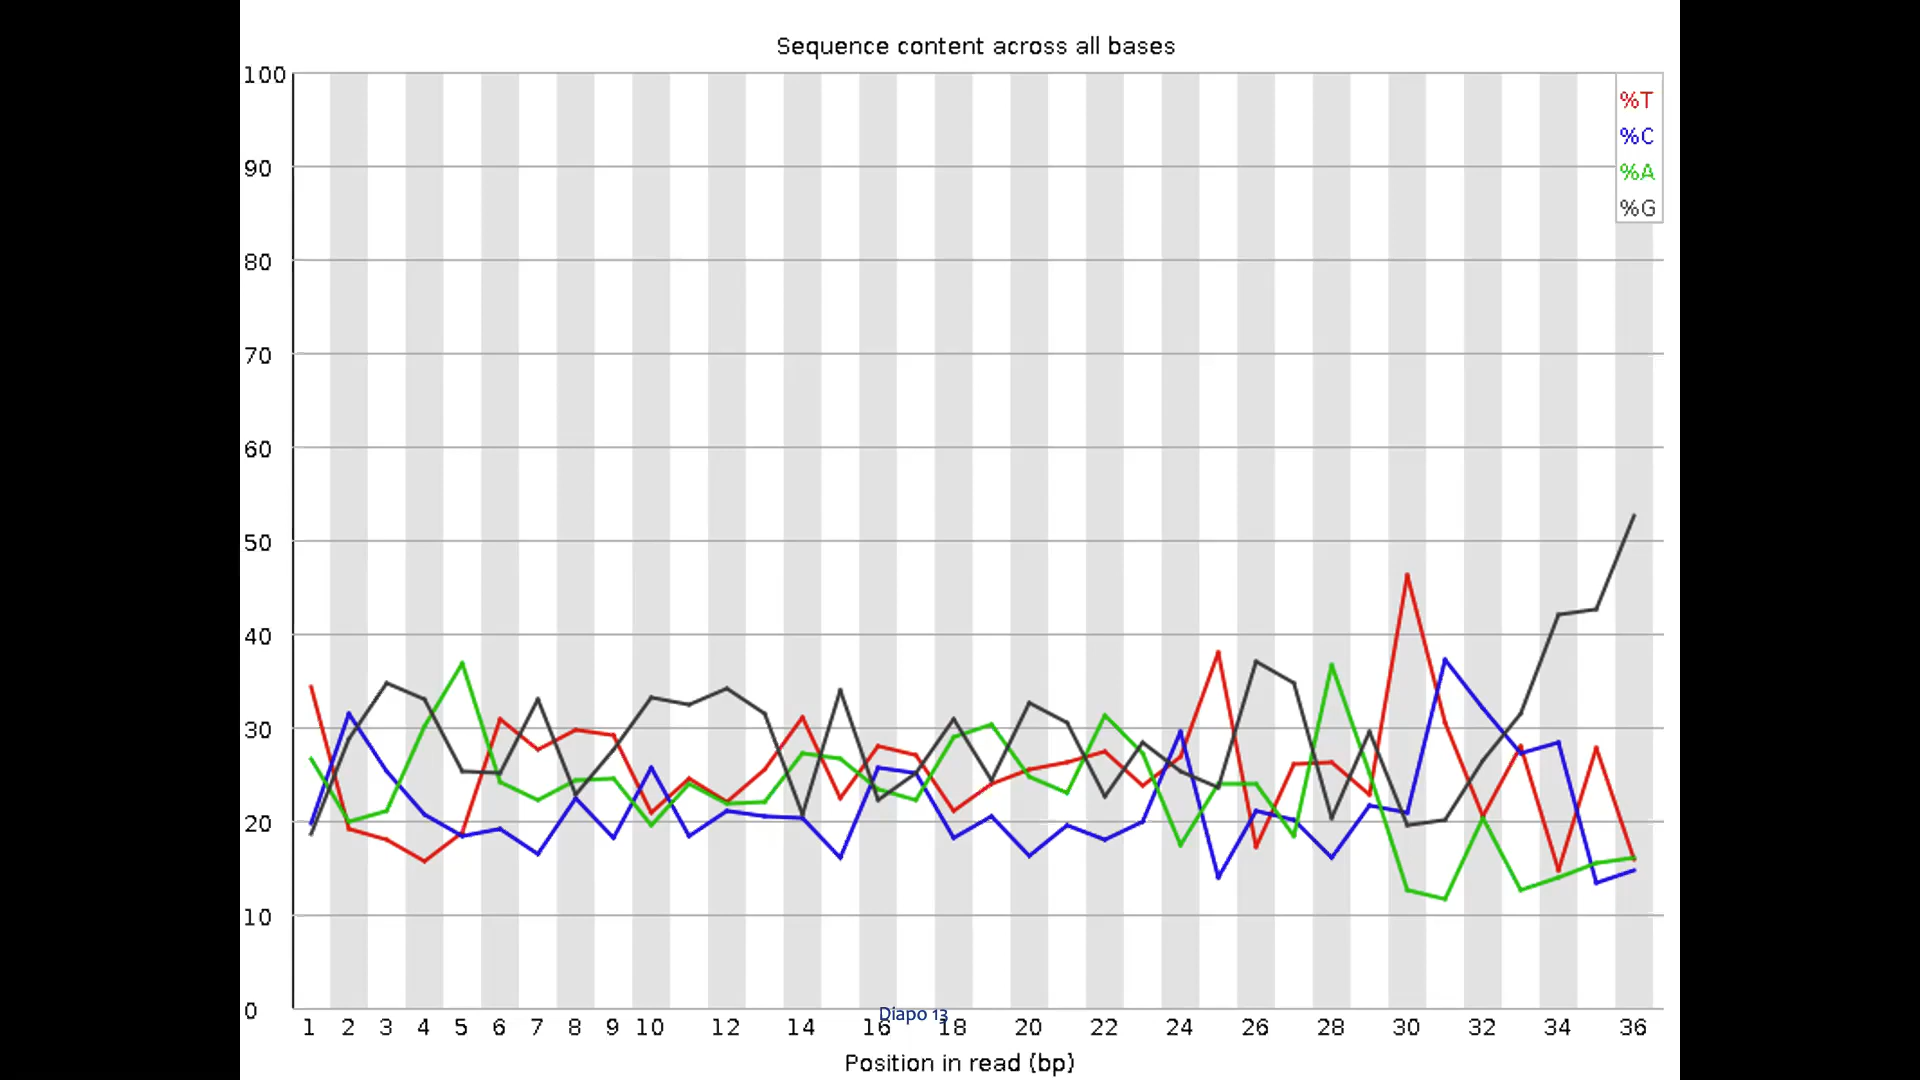 Sequence content across all bases
100
90
80
70
60
50
40
30
20
10
0
%T
%C
%A
%G
1 2 3 4 5 6 7 8 9 10 12 14 16 18 20 22 24 26 28 30 32 34 36
Diapo 13
Position in read (bp)